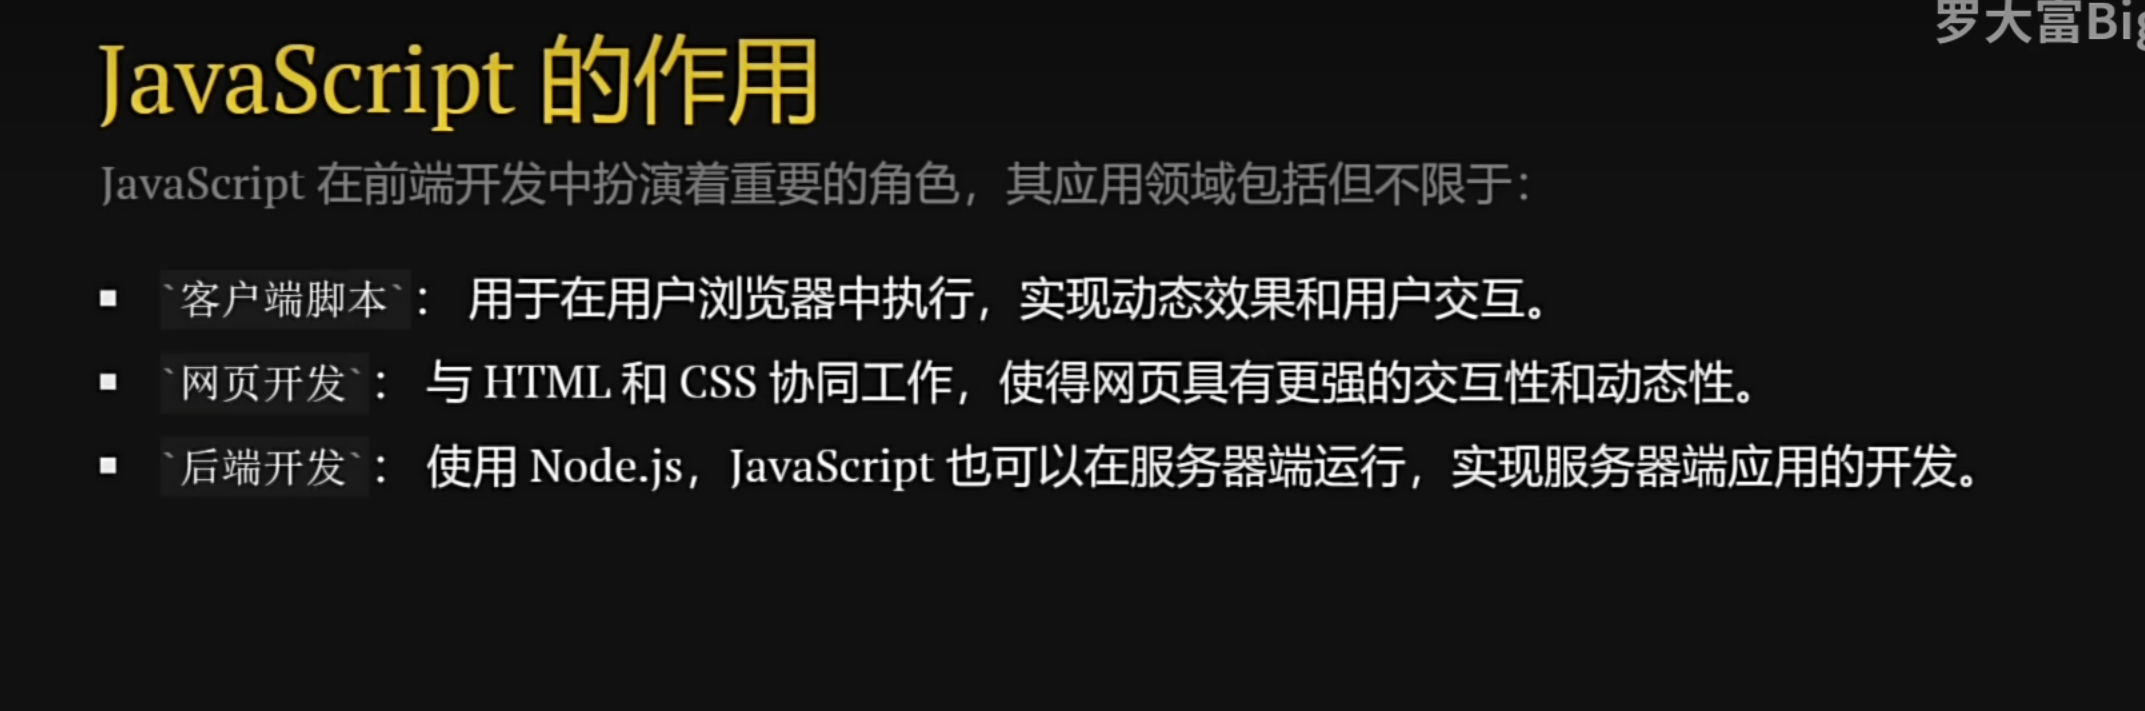 罗大富Big
JavaScript 的作用
JavaScript 在前端开发中扮演着重要的角色，其应用领域包括但不限于：
`客户端脚本`： 用于在用户浏览器中执行，实现动态效果和用户交互。
`网页开发`： 与 HTML 和 CSS 协同工作，使得网页具有更强的交互性和动态性。
`后端开发`： 使用 Node.js，JavaScript 也可以在服务器端运行，实现服务器端应用的开发。